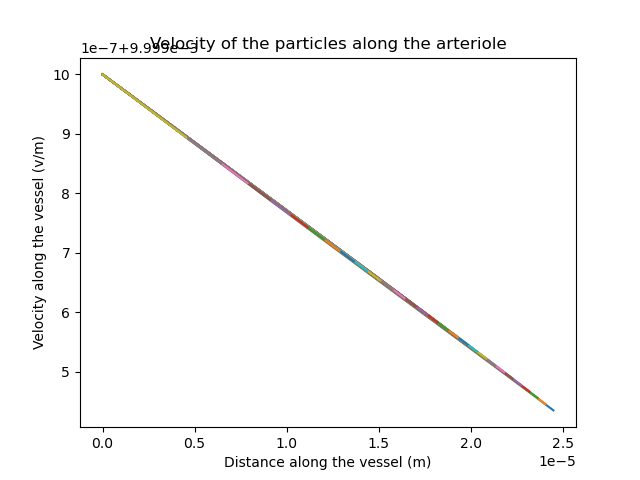 Velocity of the particles along the arteriole
1e−7+9.999e−3
10
9
8
7
6
5
Velocity along the vessel (v/m)
0.0 0.5 1.0 1.5 2.0 2.5
1e−5
Distance along the vessel (m)